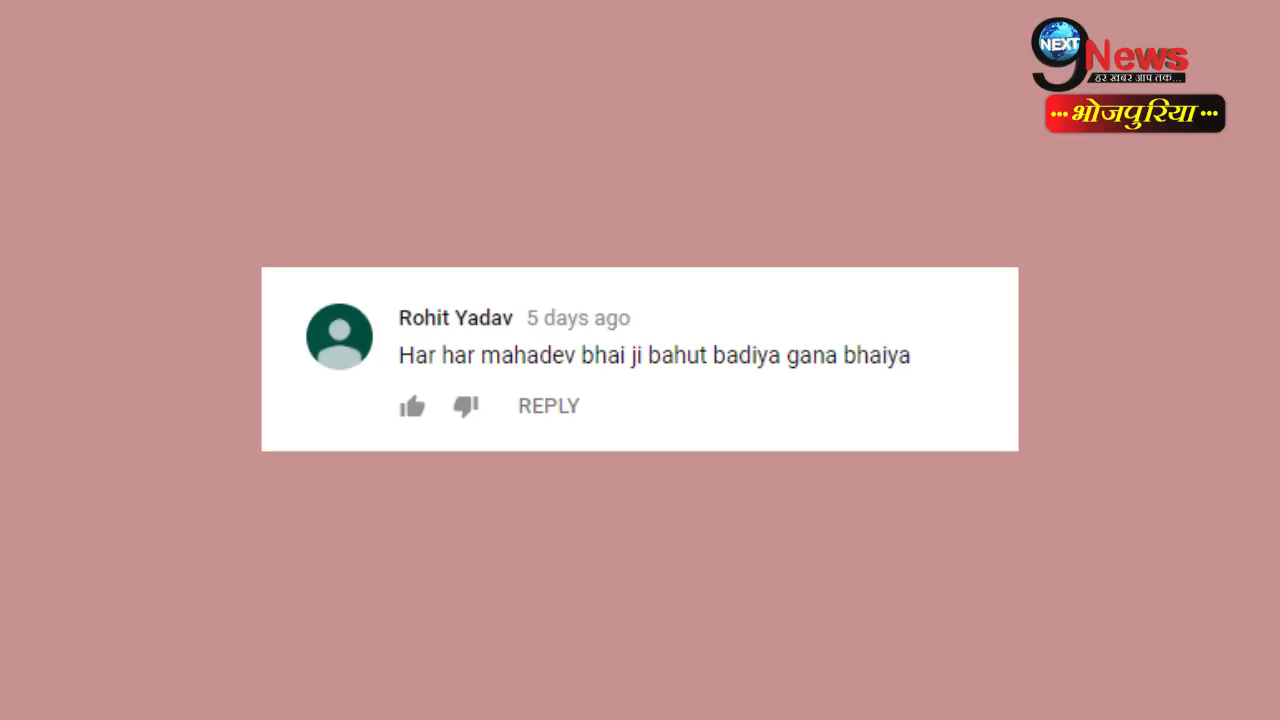 NEXT
9 News
हर खबर आप तक...
...भोजपुरिया...
Rohit Yadav 5 days ago
Har har mahadev bhai ji bahut badiya gana bhaiya
REPLY